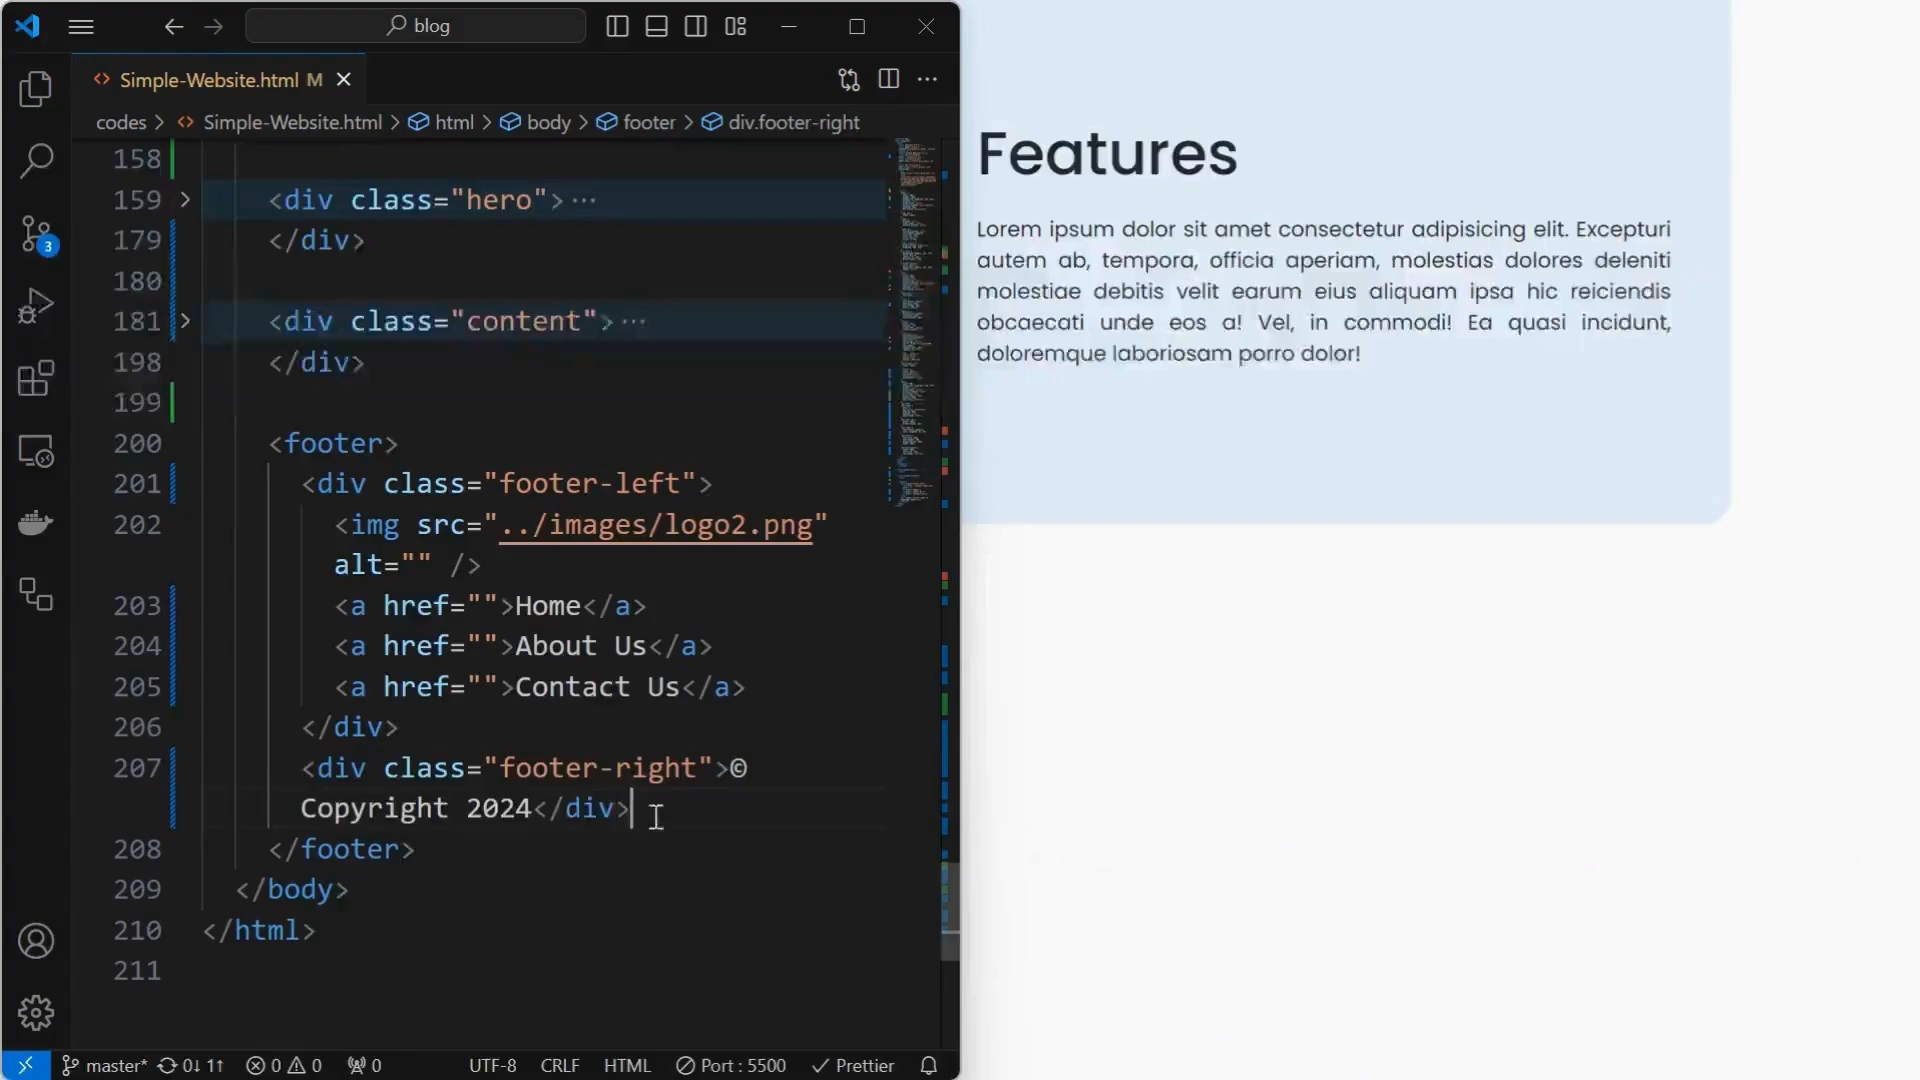 blog
Simple-Website.html M
codes > Simple-Website.html > html > body > footer > div.footer-right
158
159 <div class="hero">···
179 </div>
180
181 <div class="content">···
198 </div>
199
200 <footer>
201 <div class="footer-left">
202 <img src="../images/logo2.png"
alt="" />
203 <a href="">Home</a>
204 <a href="">About Us</a>
205 <a href="">Contact Us</a>
206 </div>
207 <div class="footer-right">©
Copyright 2024</div>
208 </footer>
209 </body>
210 </html>
211
3
master* 0↓ 1↑ 0 0 0 UTF-8 CRLF HTML Port : 5500 Prettier
Features
Lorem ipsum dolor sit amet consectetur adipisicing elit. Excepturi
autem ab, tempora, officia aperiam, molestias dolores deleniti
molestiae debitis velit earum eius aliquam ipsa hic reiciendis
obcaecati unde eos a! Vel, in commodi! Ea quasi incidunt,
doloremque laboriosam porro dolor!